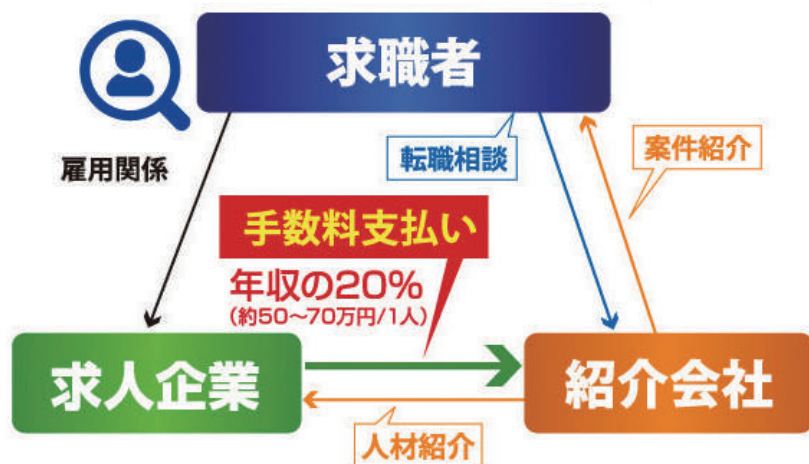 求職者
雇用関係
転職相談
案件紹介
手数料支払い
年収の20%
(約50〜70万円/1人)
求人企業
紹介会社
人材紹介